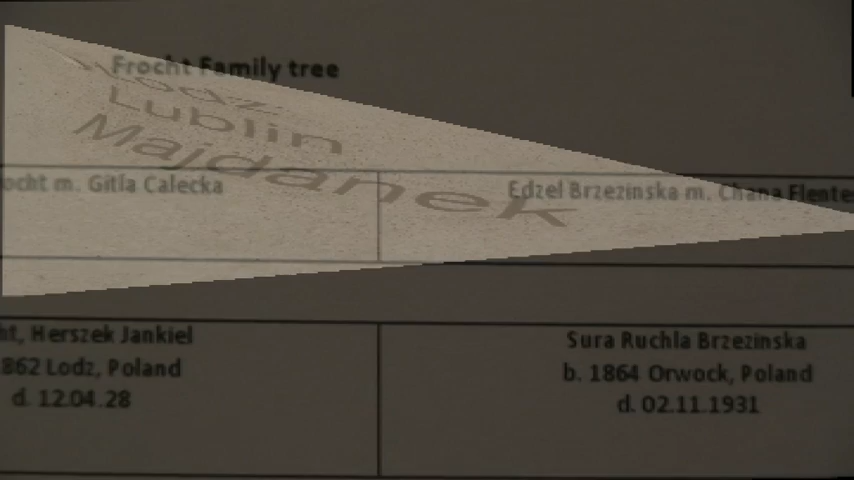 Frocht Family tree
Lodz
Lublin
Majdanek
ocht m. Gitla Calecka
Edzel Brzezinska m. Chana Flente
ht, Herszek Jankiel
862 Lodz, Poland
d. 12.04.28
Sura Ruchla Brzezinska
b. 1864 Orwock, Poland
d. 02.11.1931